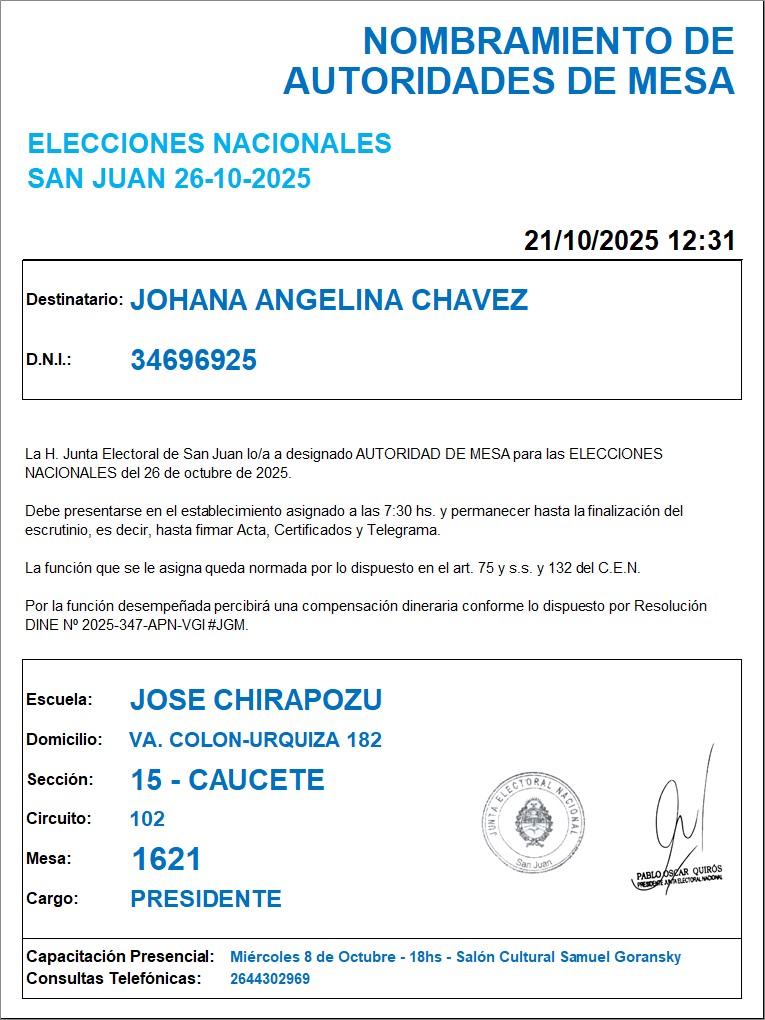 NOMBRAMIENTO DE
AUTORIDADES DE MESA
ELECCIONES NACIONALES
SAN JUAN 26-10-2025
21/10/2025 12:31
Destinatario: JOHANA ANGELINA CHAVEZ
D.N.I.: 34696925
La H. Junta Electoral de San Juan lo/a a designado AUTORIDAD DE MESA para las ELECCIONES
NACIONALES del 26 de octubre de 2025.
Debe presentarse en el establecimiento asignado a las 7:30 hs. y permanecer hasta la finalización del
escrutinio, es decir, hasta firmar Acta, Certificados y Telegrama.
La función que se le asigna queda normada por lo dispuesto en el art. 75 y s.s. y 132 del C.E.N.
Por la función desempeñada percibirá una compensación dineraria conforme lo dispuesto por Resolución
DINE Nº 2025-347-APN-VGI #JGM.
Escuela: JOSE CHIRAPOZU
Domicilio: VA. COLON-URQUIZA 182
Sección: 15 - CAUCETE
Circuito: 102
Mesa: 1621
Cargo: PRESIDENTE
JUNTA ELECTORAL NACIONAL
San Juan
PABLO OSCAR QUIRÓS
PRESIDENTE JUNTA ELECTORAL NACIONAL
Capacitación Presencial: Miércoles 8 de Octubre - 18hs - Salón Cultural Samuel Goransky
Consultas Telefónicas: 2644302969